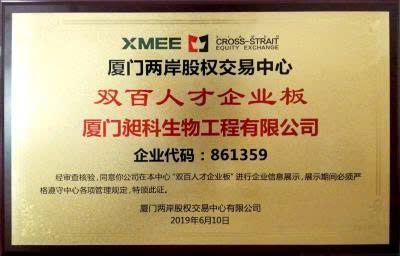 XMEE CROSS-STRAIT
EQUITY EXCHANGE
厦门两岸股权交易中心
双百人才企业板
厦门昶科生物工程有限公司
企业代码：861359
经审查核验，同意你公司在本中心“双百人才企业板”进行企业信息展示，展示期间必须严
格遵守中心各项管理规定，特颁此证。
厦门两岸股权交易中心有限公司
2019年6月10日